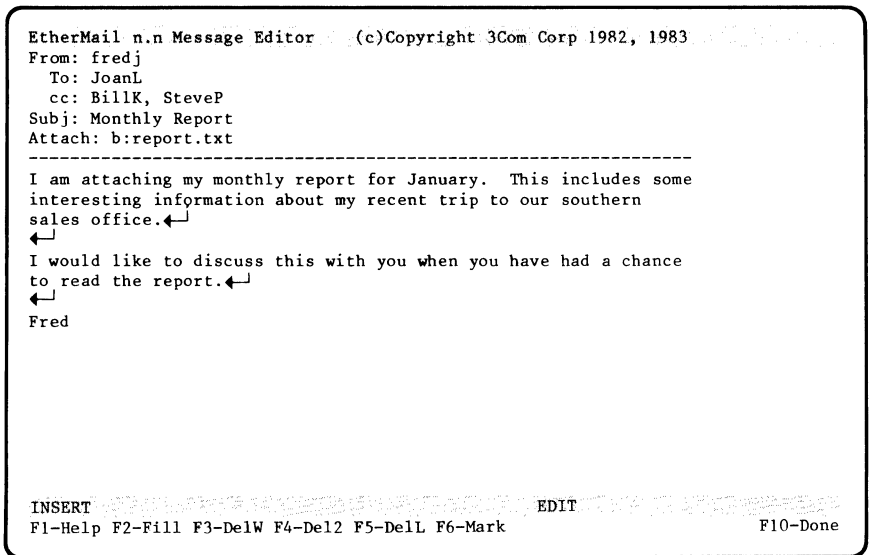 EtherMail n.n Message Editor (c)Copyright 3Com Corp 1982, 1983
From: fredj
To: JoanL
cc: BillK, SteveP
Subj: Monthly Report
Attach: b:report.txt
----------------------------------------------------------------
I am attaching my monthly report for January. This includes some
interesting information about my recent trip to our southern
sales office.↵
↵
I would like to discuss this with you when you have had a chance
to read the report.↵
↵
Fred
INSERT EDIT
F1-Help F2-Fill F3-DelW F4-Del2 F5-DelL F6-Mark F10-Done